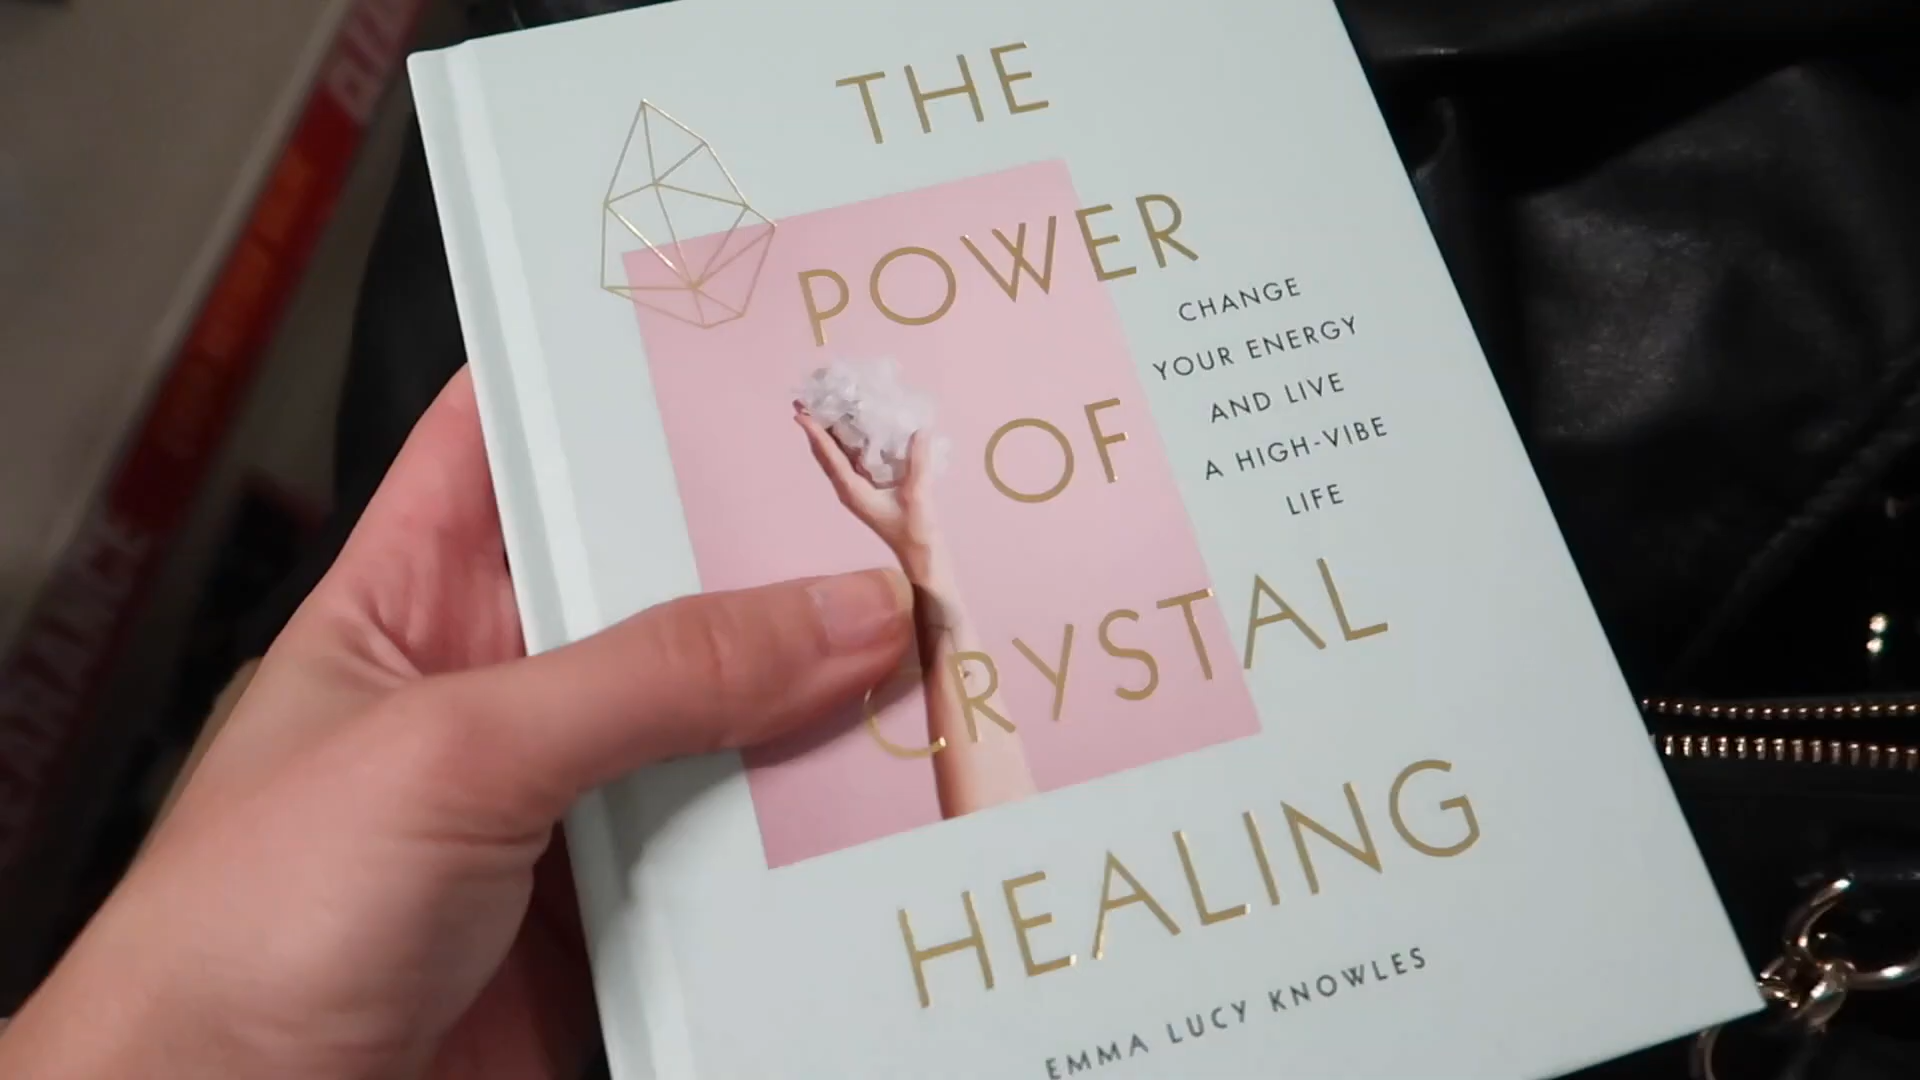 THE
POWER
OF
CRYSTAL
HEALING
CHANGE
YOUR ENERGY
AND LIVE
A HIGH-VIBE
LIFE
EMMA LUCY KNOWLES